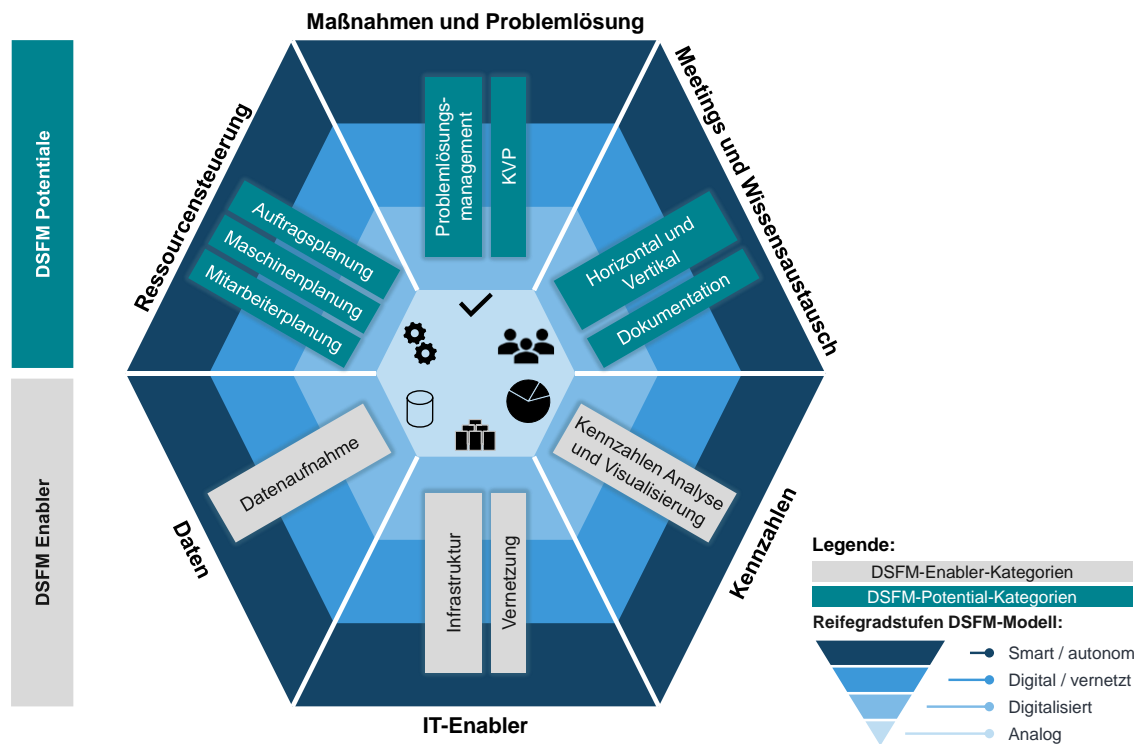 Maßnahmen und Problemlösung
Meetings und Wissensaustausch
Ressourcensteuerung
DSFM Potentiale
Problemlösungs-
management
KVP
Auftragsplanung
Maschinenplanung
Mitarbeiterplanung
Horizontal und
Vertikal
Dokumentation
DSFM Enabler
Datenaufnahme
Kennzahlen Analyse
und Visualisierung
Infrastruktur
Vernetzung
Daten
Kennzahlen
IT-Enabler
Legende:
DSFM-Enabler-Kategorien
DSFM-Potential-Kategorien
Reifegradstufen DSFM-Modell:
Smart / autonom
Digital / vernetzt
Digitalisiert
Analog